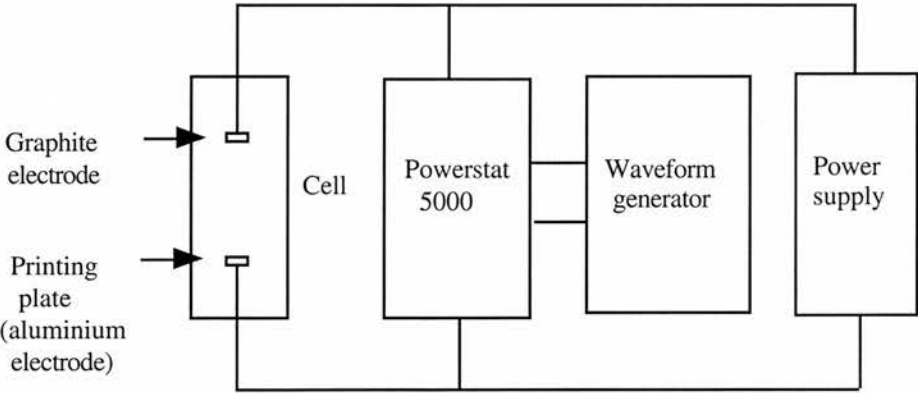 Graphite
electrode
Cell
Powerstat
5000
Waveform
generator
Power
supply
Printing
plate
(aluminium
electrode)